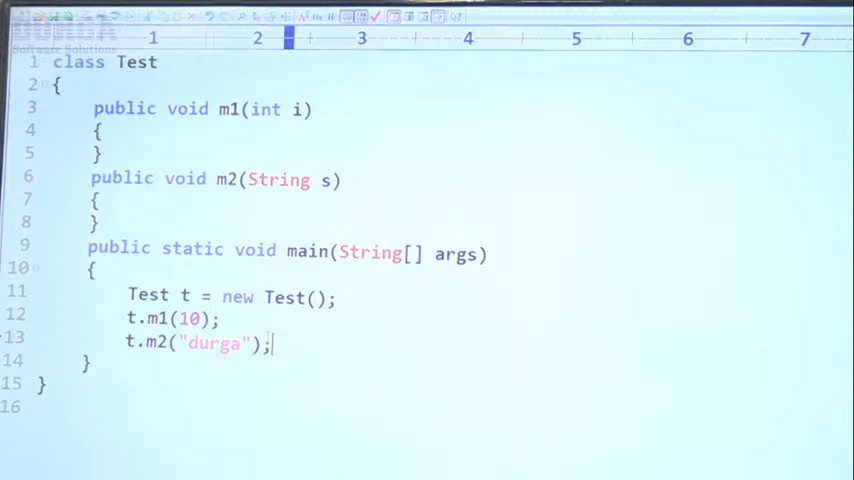 Software Solutions
1 2 3 4 5 6 7
1 class Test
2 {
3 public void m1(int i)
4 {
5 }
6 public void m2(String s)
7 {
8 }
9 public static void main(String[] args)
10 {
11 Test t = new Test();
12 t.m1(10);
13 t.m2("durga");
14 }
15 }
16